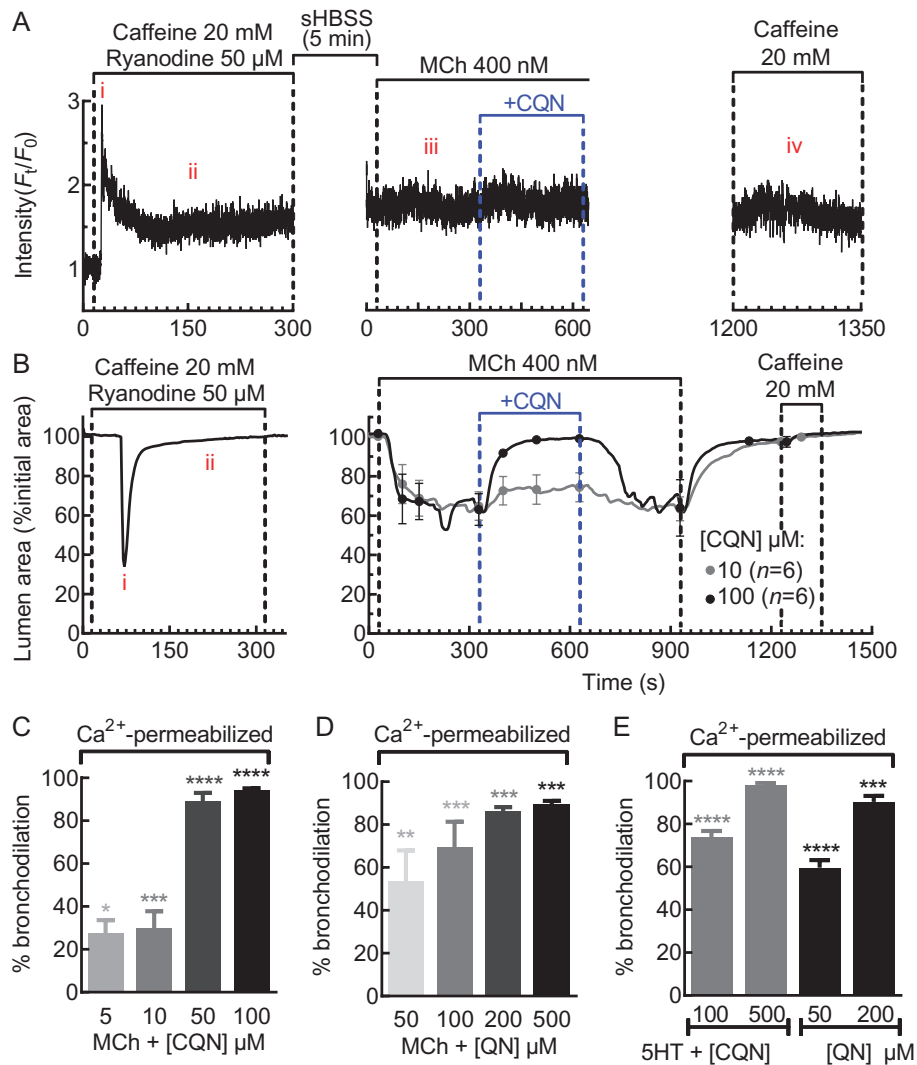 A
Caffeine 20 mM
Ryanodine 50 µM
sHBSS
(5 min)
MCh 400 nM
+CQN
Caffeine
20 mM
Intensity(Ft/F0)
3
2
1
i
ii
iii
iv
0 150 300
0 300 600
1200 1350
B
Caffeine 20 mM
Ryanodine 50 µM
MCh 400 nM
+CQN
Caffeine
20 mM
Lumen area (%initial area)
100
80
60
40
20
0
i
ii
100
80
60
40
20
0
[CQN] µM:
10 (n=6)
100 (n=6)
0 150 300
0 300 600 900 1200 1500
Time (s)
C
Ca2+-permeabilized
% bronchodilation
100
80
60
40
20
0
* *** **** ****
5 10 50 100
MCh + [CQN] µM
D
Ca2+-permeabilized
% bronchodilation
100
80
60
40
20
0
** *** *** ***
50 100 200 500
MCh + [QN] µM
E
Ca2+-permeabilized
% bronchodilation
100
80
60
40
20
0
**** **** **** ***
100 500 50 200
5HT + [CQN] [QN] µM